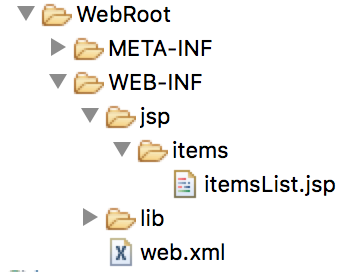 WebRoot
META-INF
WEB-INF
jsp
items
itemsList.jsp
lib
web.xml